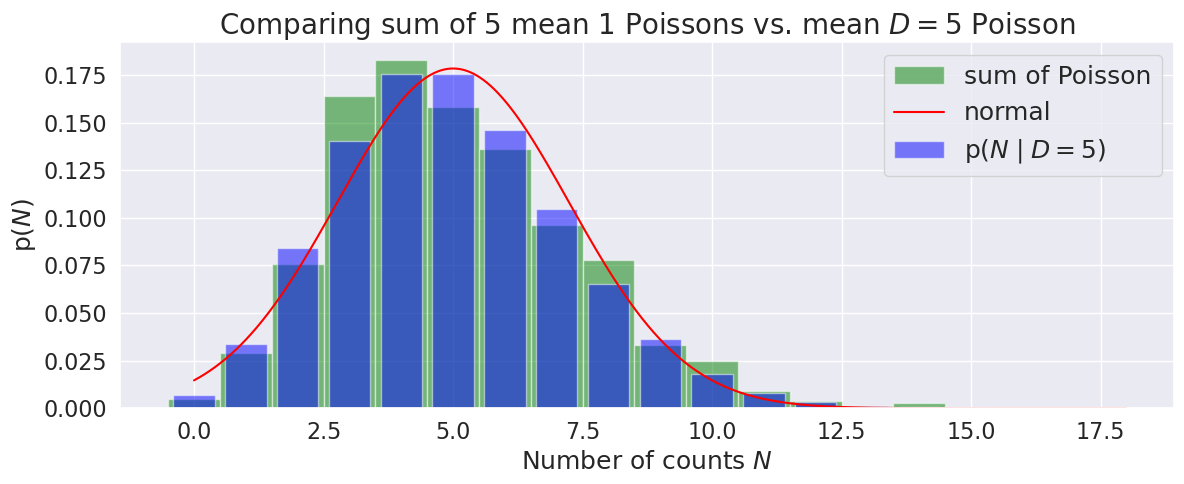 Comparing sum of 5 mean 1 Poissons vs. mean D = 5 Poisson
sum of Poisson
normal
p(N | D = 5)
p(N)
0.175
0.150
0.125
0.100
0.075
0.050
0.025
0.000
0.0 2.5 5.0 7.5 10.0 12.5 15.0 17.5
Number of counts N